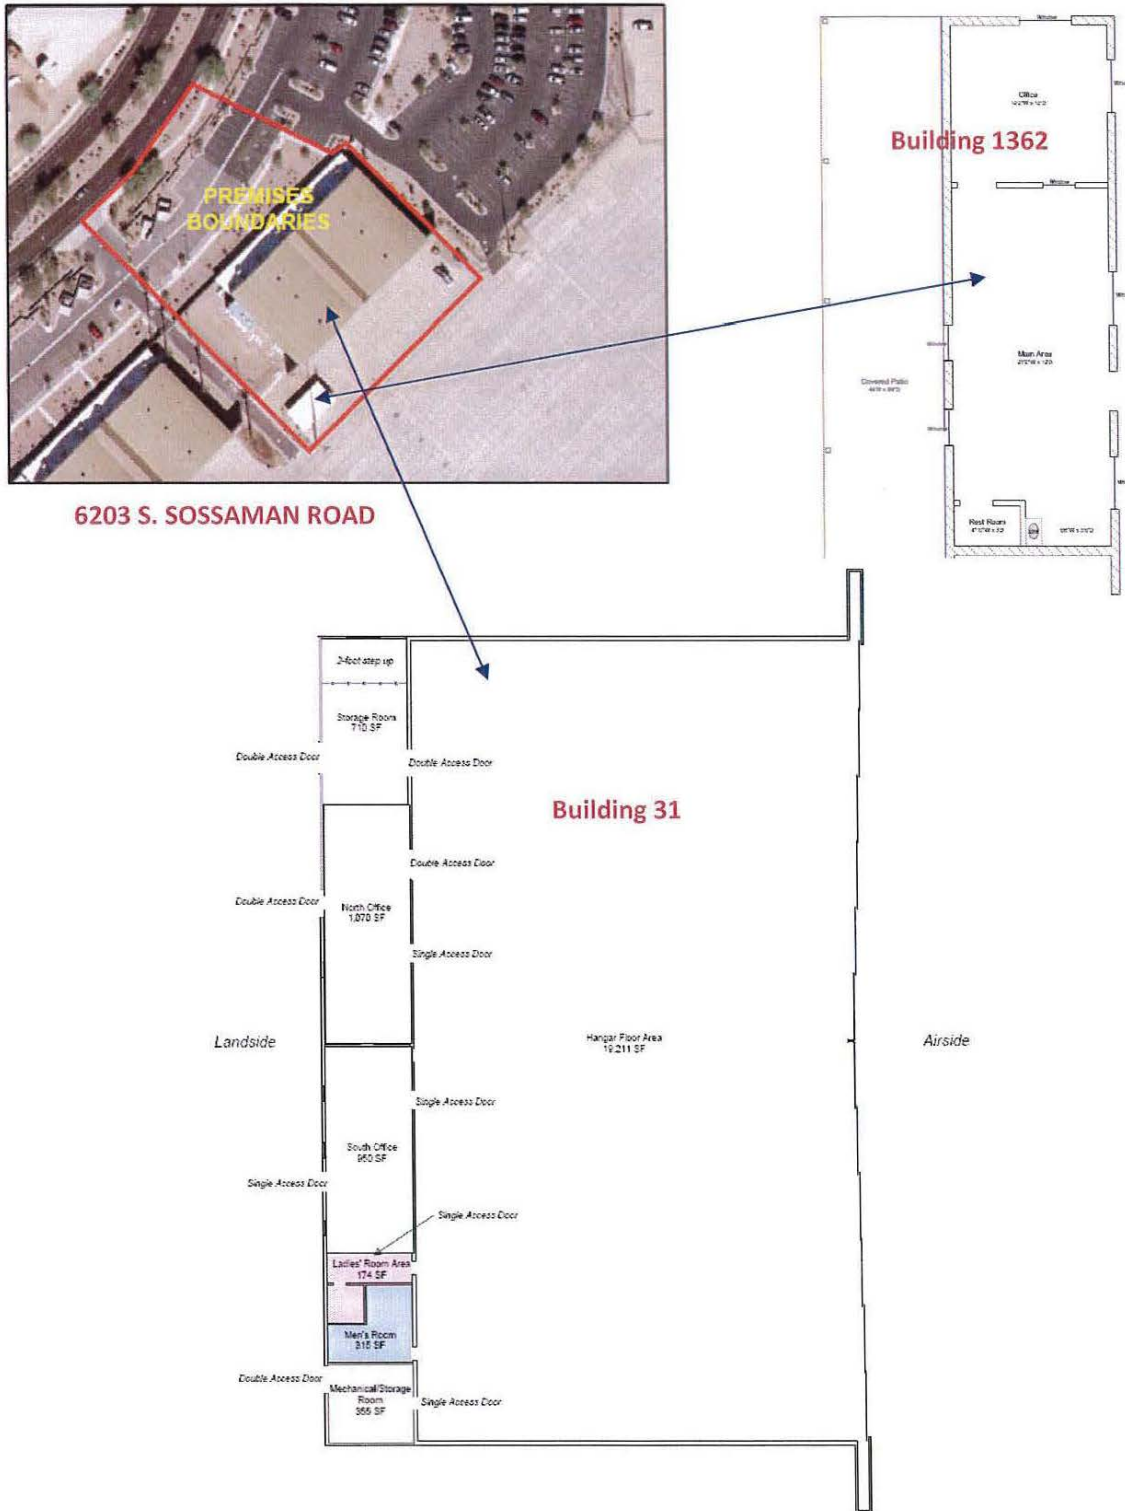 PREMISES
BOUNDARIES
6203 S. SOSSAMAN ROAD
Window
Office
Building 1362
Window
Main Area
Covered Patio
Window
Window
Rest Room
2-foot step up
Storage Room
710 SF
Double Access Door
Double Access Door
Building 31
Double Access Door
Double Access Door
North Office
1,070 SF
Single Access Door
Landside
Hangar Floor Area
19,211 SF
Airside
Single Access Door
South Office
950 SF
Single Access Door
Single Access Door
Ladies' Room Area
174 SF
Men's Room
315 SF
Double Access Door
Mechanical/Storage
Room
355 SF
Single Access Door